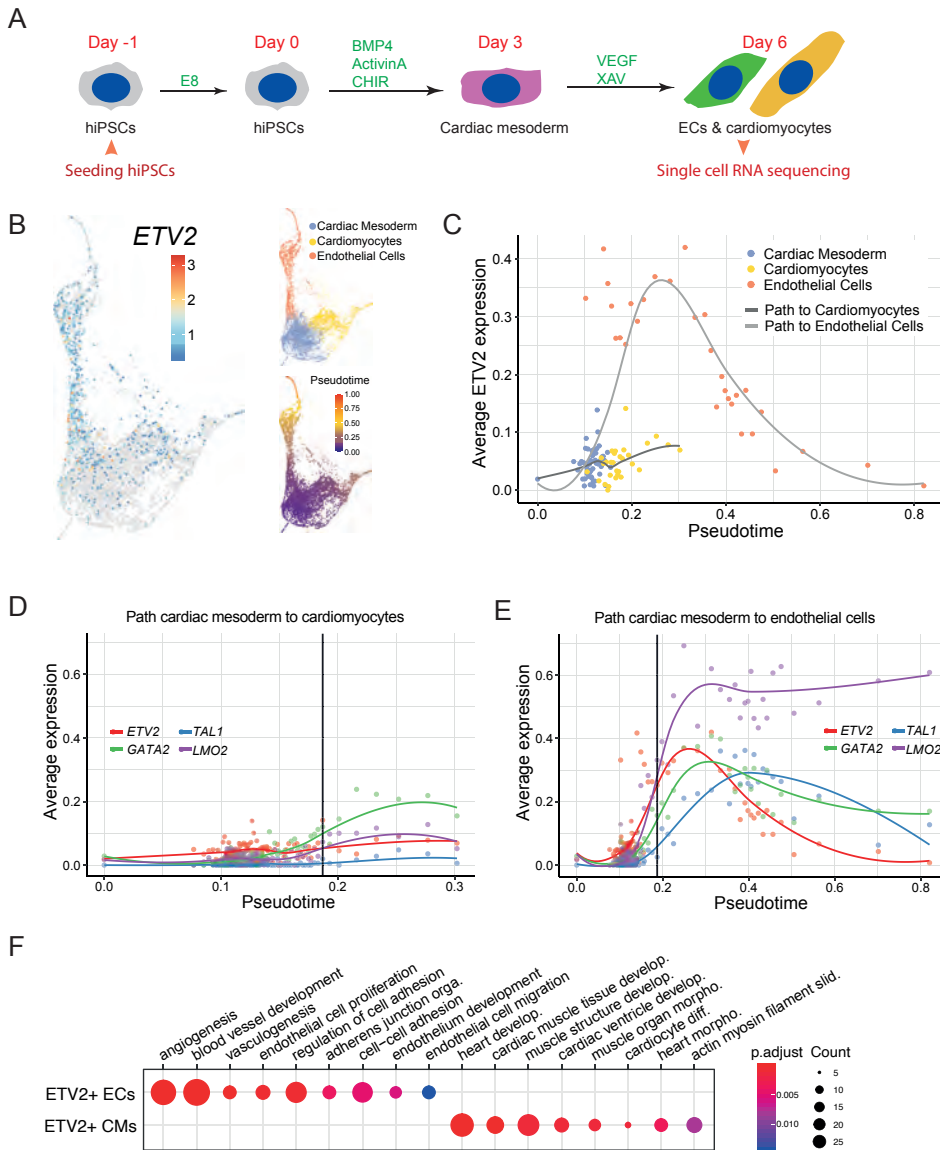 A
Day -1
Day 0
Day 3
Day 6
E8
BMP4
ActivinA
CHIR
VEGF
XAV
hiPSCs
hiPSCs
Cardiac mesoderm
ECs & cardiomyocytes
Seeding hiPSCs
Single cell RNA sequencing
B
ETV2
3
2
1
Cardiac Mesoderm
Cardiomyocytes
Endothelial Cells
Pseudotime
1.00
0.75
0.50
0.25
0.00
C
Average ETV2 expression
0.4
0.3
0.2
0.1
0.0
Cardiac Mesoderm
Cardiomyocytes
Endothelial Cells
Path to Cardiomyocytes
Path to Endothelial Cells
0.0 0.2 0.4 0.6 0.8
Pseudotime
D
Path cardiac mesoderm to cardiomyocytes
Average expression
0.6
0.4
0.2
0.0
ETV2 TAL1
GATA2 LMO2
0.0 0.1 0.2 0.3
Pseudotime
E
Path cardiac mesoderm to endothelial cells
Average expression
0.6
0.4
0.2
0.0
ETV2 TAL1
GATA2 LMO2
0.0 0.2 0.4 0.6 0.8
Pseudotime
F
angiogenesis
blood vessel development
vasculogenesis
endothelial cell proliferation
regulation of cell adhesion
adherens junction orga.
cell-cell adhesion
endothelium development
endothelial cell migration
heart develop.
cardiac muscle tissue develop.
muscle structure develop.
cardiac ventricle develop.
muscle organ morpho.
cardiocyte diff.
heart morpho.
actin myosin filament slid.
ETV2+ ECs
ETV2+ CMs
p.adjust
0.005
0.010
Count
5
10
15
20
25